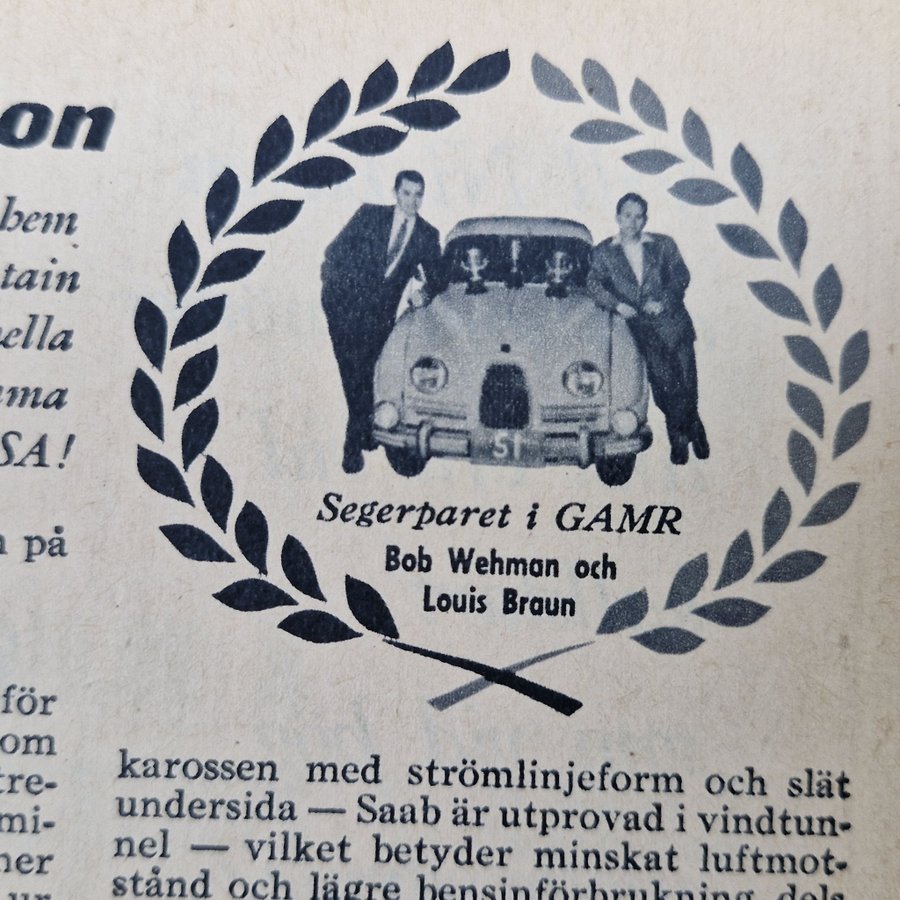 on
hem
tain
ella
ma
SA!
på
för
om
tre-
mi-
ner
ur
51
Segerparet i GAMR
Bob Wehman och
Louis Braun
karossen med strömlinjeform och slät
undersida — Saab är utprovad i vindtun-
nel — vilket betyder minskat luftmot-
stånd och lägre bensinförbrukning, dels